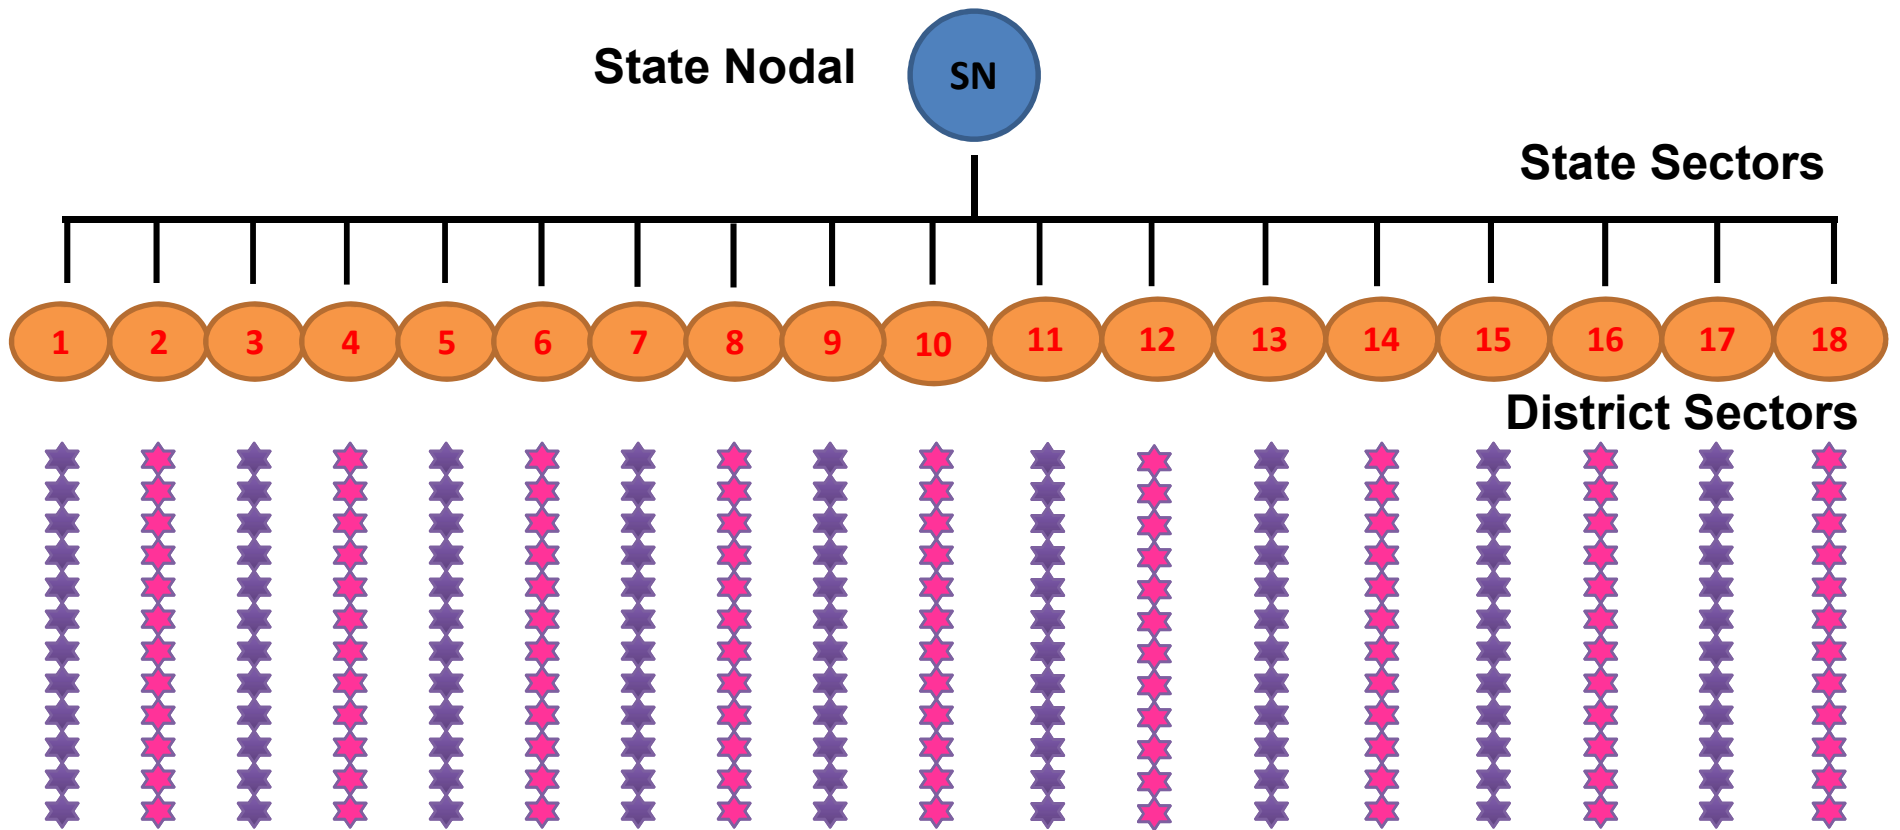 State Nodal
SN
State Sectors
1 2 3 4 5 6 7 8 9 10 11 12 13 14 15 16 17 18
District Sectors